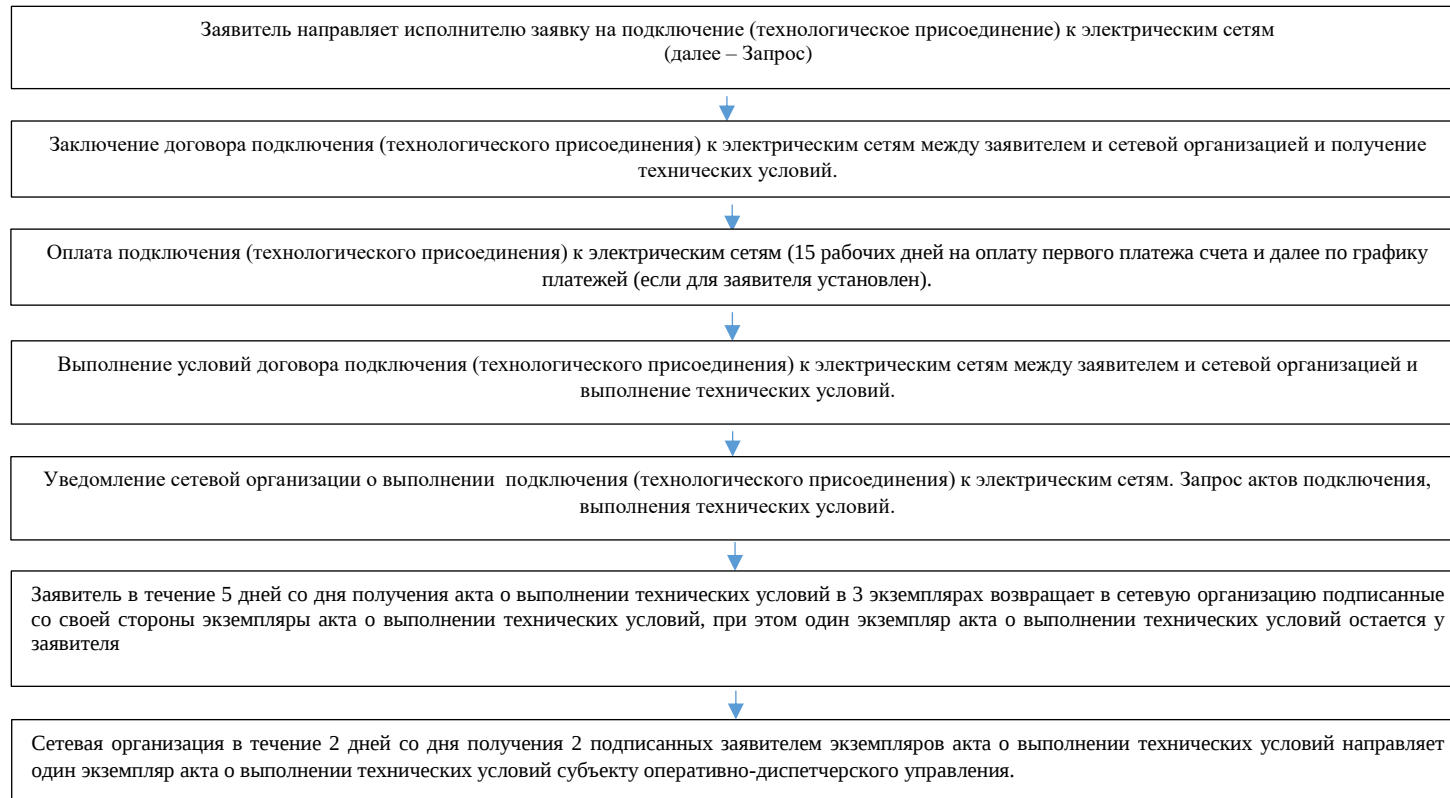 Заявитель направляет исполнителю заявку на подключение (технологическое присоединение) к электрическим сетям
(далее – Запрос)
Заключение договора подключения (технологического присоединения) к электрическим сетям между заявителем и сетевой организацией и получение
технических условий.
Оплата подключения (технологического присоединения) к электрическим сетям (15 рабочих дней на оплату первого платежа счета и далее по графику
платежей (если для заявителя установлен).
Выполнение условий договора подключения (технологического присоединения) к электрическим сетям между заявителем и сетевой организацией и
выполнение технических условий.
Уведомление сетевой организации о выполнении  подключения (технологического присоединения) к электрическим сетям. Запрос актов подключения,
выполнения технических условий.
Заявитель в течение 5 дней со дня получения акта о выполнении технических условий в 3 экземплярах возвращает в сетевую организацию подписанные
со своей стороны экземпляры акта о выполнении технических условий, при этом один экземпляр акта о выполнении технических условий остается у
заявителя
Сетевая организация в течение 2 дней со дня получения 2 подписанных заявителем экземпляров акта о выполнении технических условий направляет
один экземпляр акта о выполнении технических условий субъекту оперативно-диспетчерского управления.